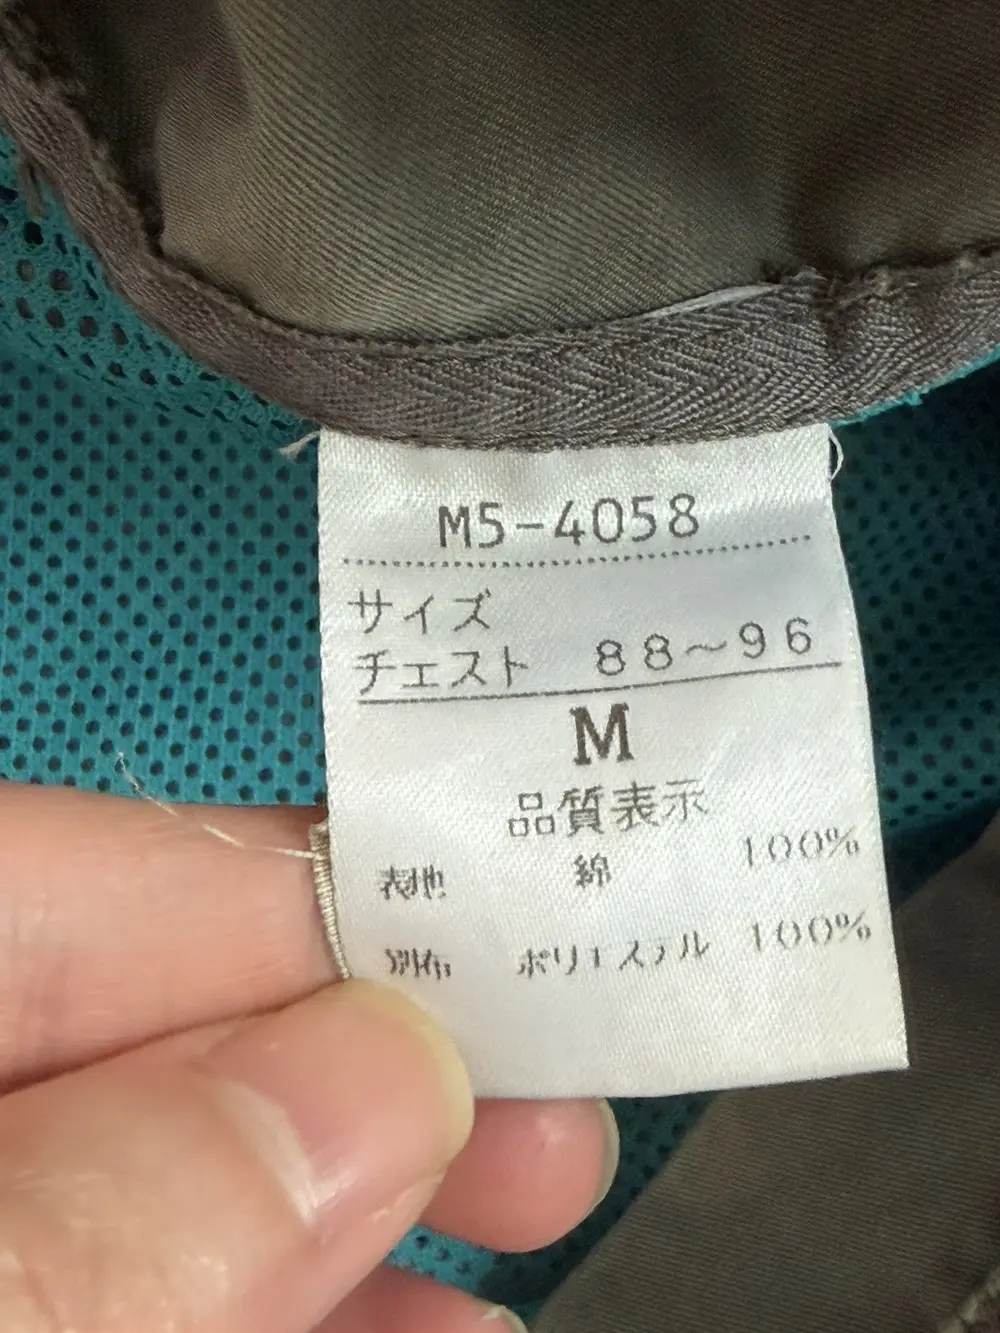 M5-4058
サイズ
チェスト 88～96
M
品質表示
表地 綿 100%
別布 ポリエステル 100%